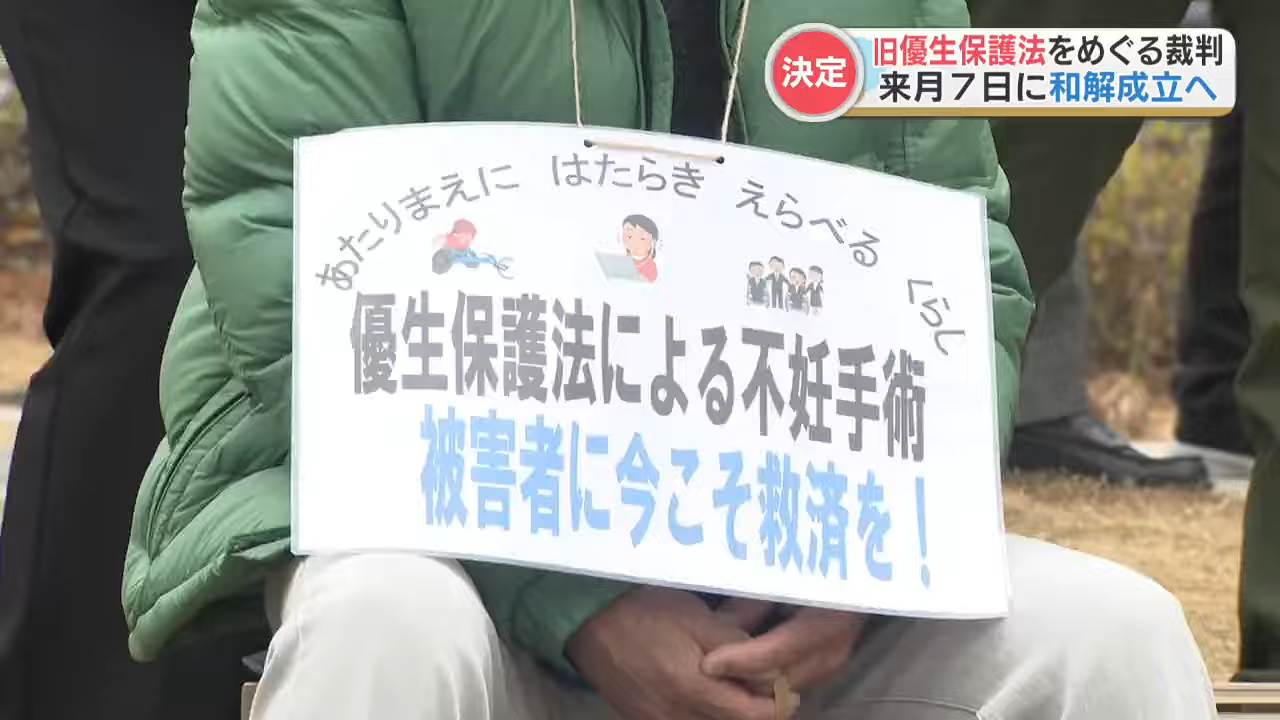 決定
旧優生保護法をめぐる裁判
来月7日に和解成立へ
あたりまえに はたらき えらべる くらし
優生保護法による不妊手術
被害者に今こそ救済を!